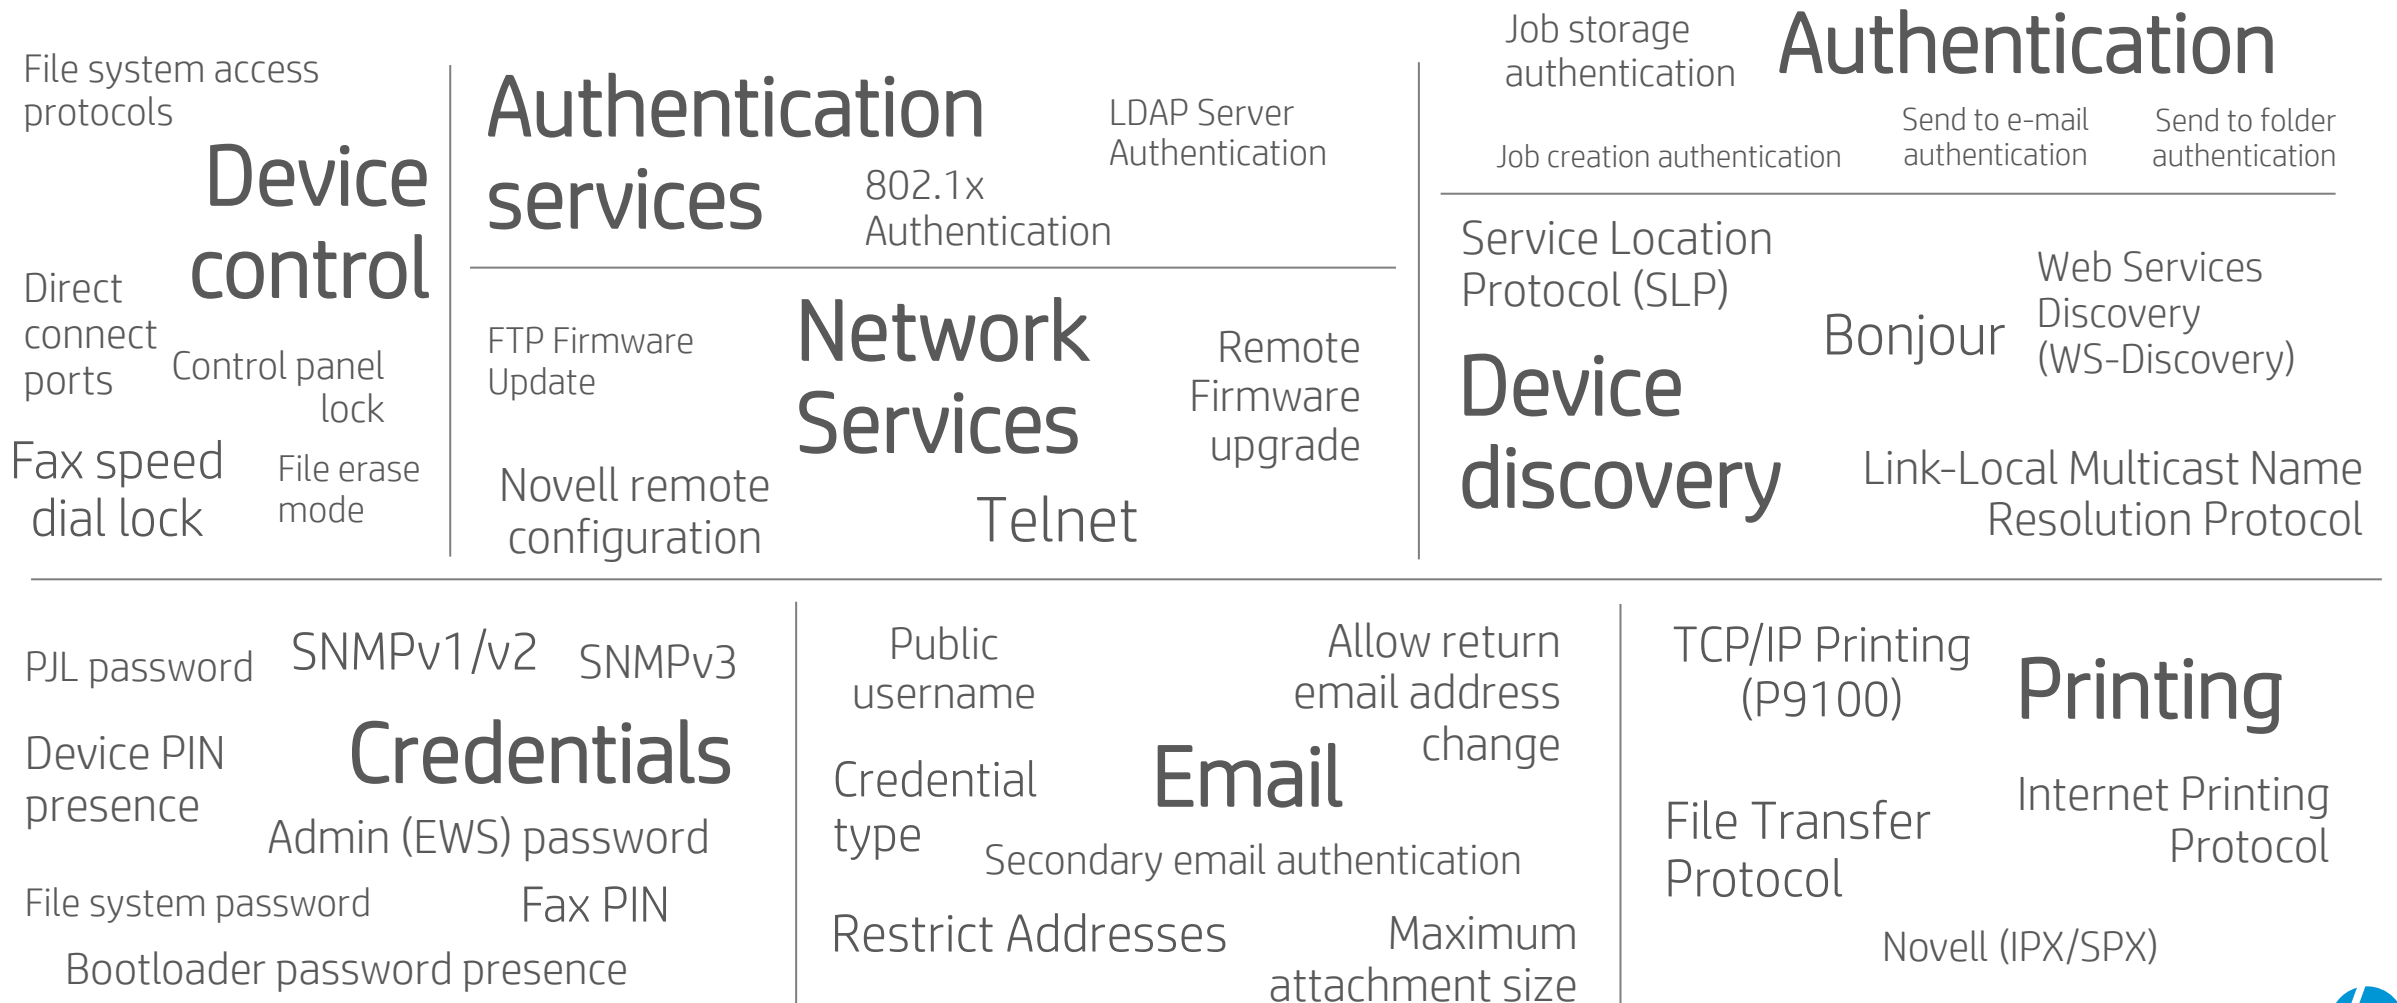 File system access
protocols
Device
control
Direct
connect
ports
Control panel
lock
Fax speed
dial lock
File erase
mode
Authentication
services
LDAP Server
Authentication
802.1x
Authentication
FTP Firmware
Update
Network
Services
Remote
Firmware
upgrade
Novell remote
configuration
Telnet
Job storage
authentication
Authentication
Job creation authentication
Send to e-mail
authentication
Send to folder
authentication
Service Location
Protocol (SLP)
Bonjour
Web Services
Discovery
(WS-Discovery)
Device
discovery
Link-Local Multicast Name
Resolution Protocol
PJL password
SNMPv1/v2
SNMPv3
Device PIN
presence
Credentials
Admin (EWS) password
File system password
Fax PIN
Bootloader password presence
Public
username
Allow return
email address
change
Credential
type
Email
Secondary email authentication
Restrict Addresses
Maximum
attachment size
TCP/IP Printing
(P9100)
Printing
File Transfer
Protocol
Internet Printing
Protocol
Novell (IPX/SPX)